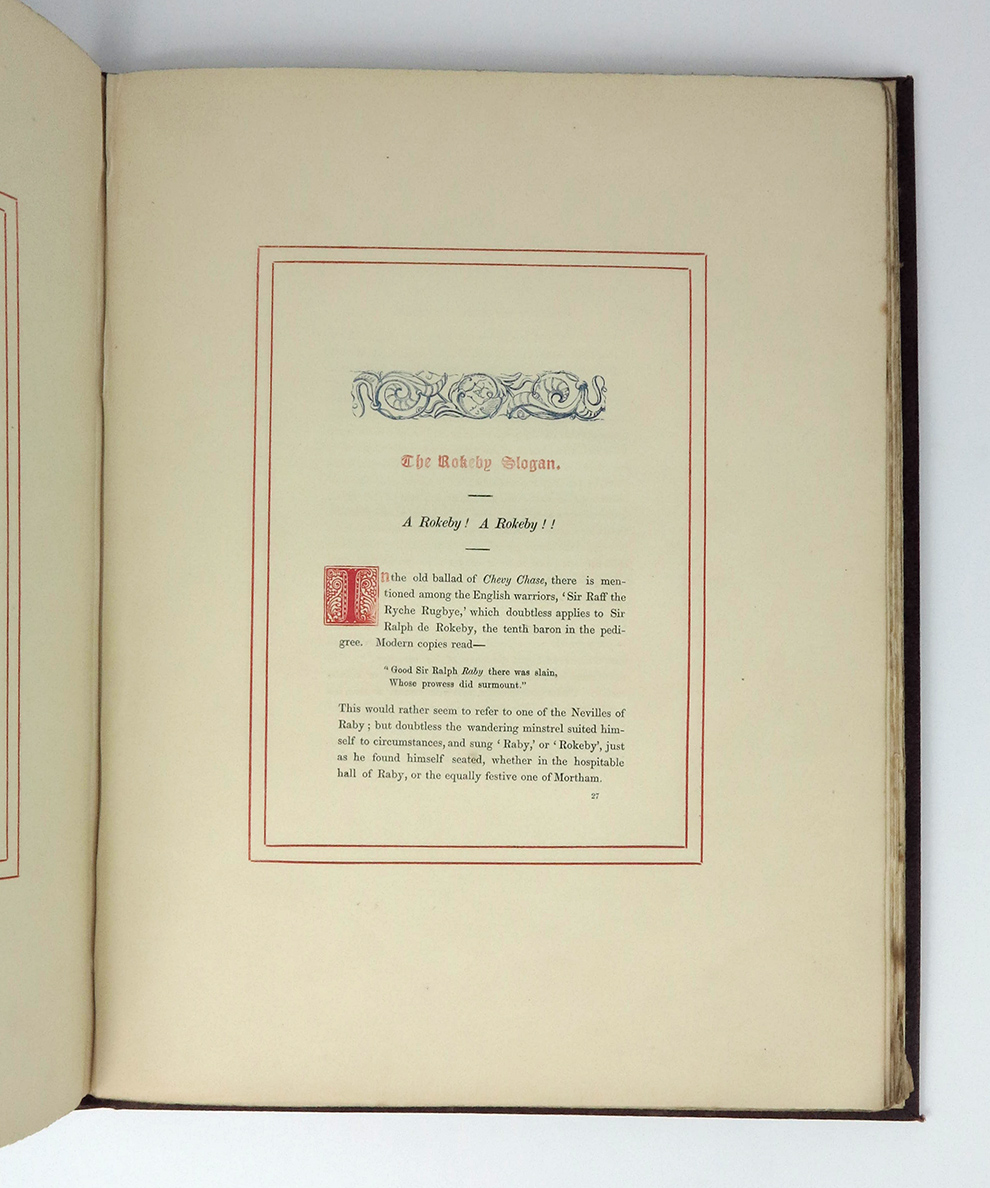 The Rokeby Slogan.
A Rokeby! A Rokeby!!
In the old ballad of Chevy Chase, there is men-
tioned among the English warriors, ‘Sir Raff the
Ryche Rugbye,’ which doubtless applies to Sir
Ralph de Rokeby, the tenth baron in the pedi-
gree. Modern copies read—
“Good Sir Ralph Raby there was slain,
Whose prowess did surmount.”
This would rather seem to refer to one of the Nevilles of
Raby; but doubtless the wandering minstrel suited him-
self to circumstances, and sung ‘Raby,’ or ‘Rokeby’, just
as he found himself seated, whether in the hospitable
hall of Raby, or the equally festive one of Mortham.
27